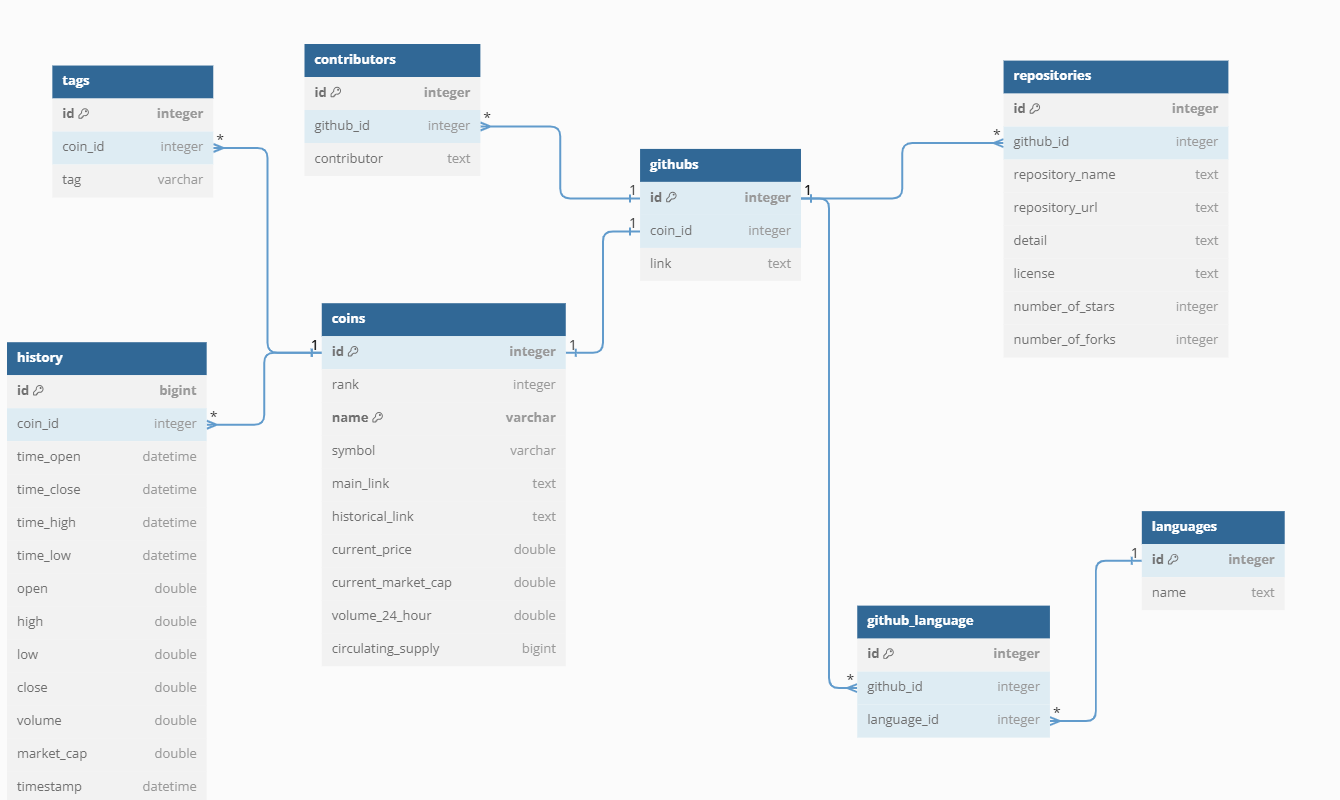 tags
id integer
coin_id integer
tag varchar
*
contributors
id integer
github_id integer
contributor text
*
githubs
id integer
coin_id integer
link text
1
1
1
repositories
id integer
github_id integer
repository_name text
repository_url text
detail text
license text
number_of_stars integer
number_of_forks integer
*
history
id bigint
coin_id integer
time_open datetime
time_close datetime
time_high datetime
time_low datetime
open double
high double
low double
close double
volume double
market_cap double
timestamp datetime
*
coins
id integer
rank integer
name varchar
symbol varchar
main_link text
historical_link text
current_price double
current_market_cap double
volume_24_hour double
circulating_supply bigint
1
1
github_language
id integer
github_id integer
language_id integer
*
*
languages
id integer
name text
1